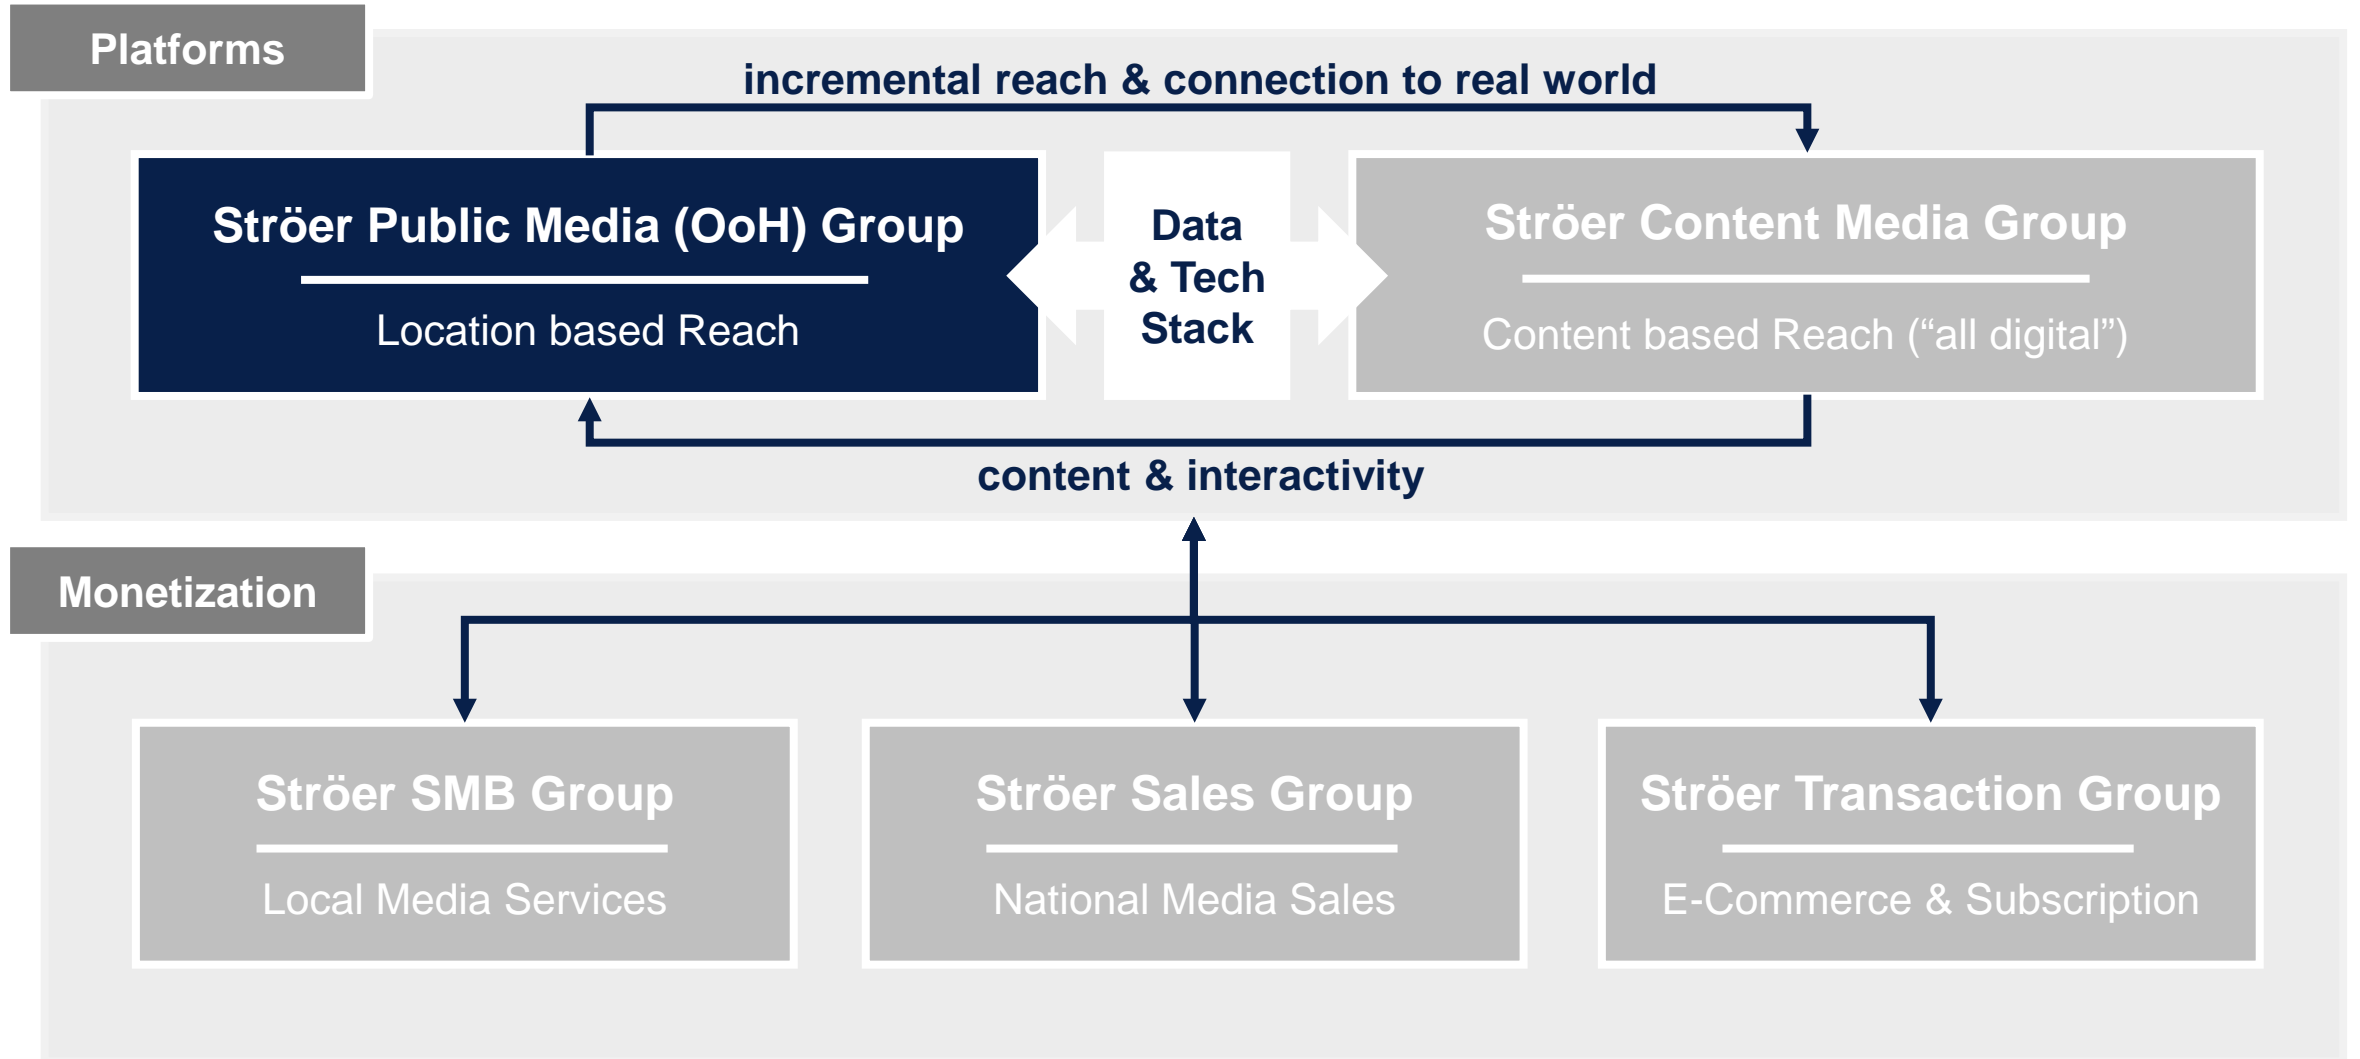 Platforms
incremental reach & connection to real world
Ströer Public Media (OoH) Group
Location based Reach
Data
& Tech
Stack
Ströer Content Media Group
Content based Reach (“all digital”)
content & interactivity
Monetization
Ströer SMB Group
Local Media Services
Ströer Sales Group
National Media Sales
Ströer Transaction Group
E-Commerce & Subscription